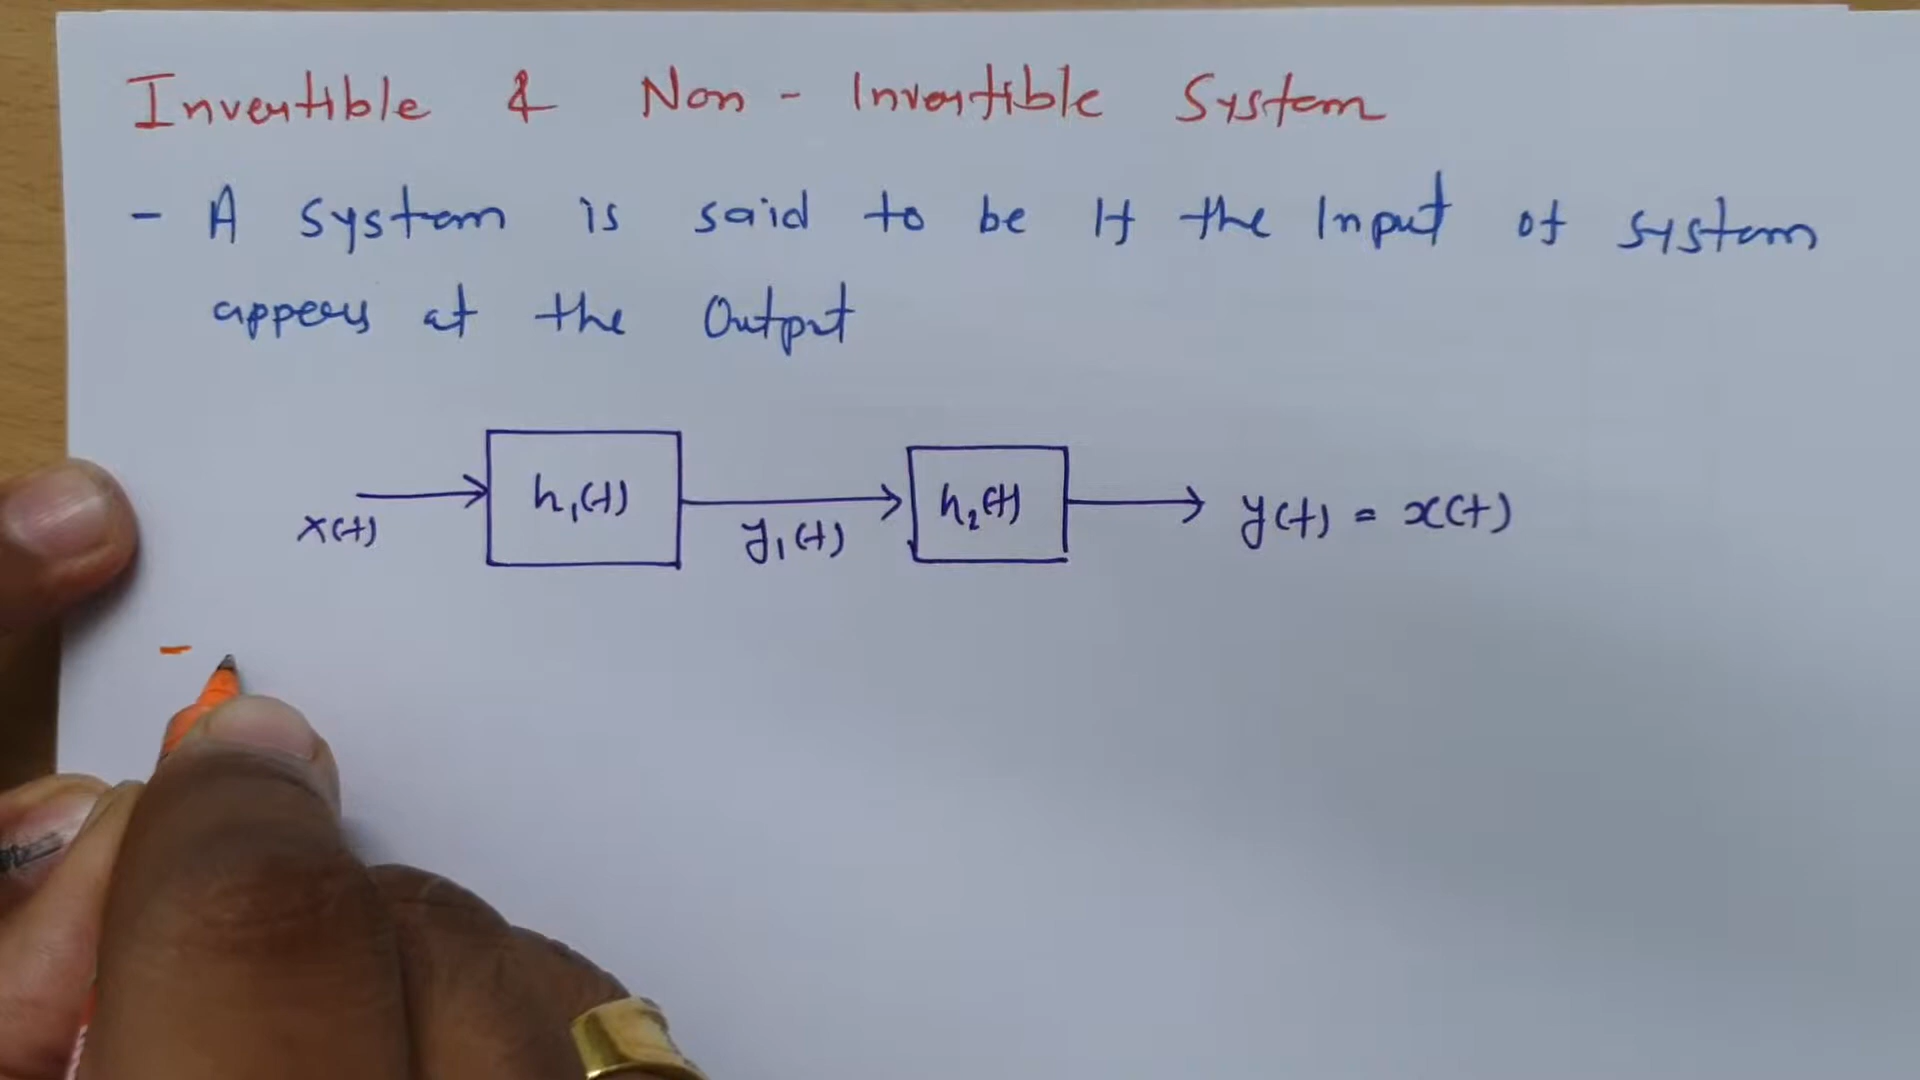 Invertible & Non - Invertible System
- A system is said to be If the Input of system
appears at the Output
x(t) h₁(t) y₁(t) h₂(t) y(t) = x(t)
-